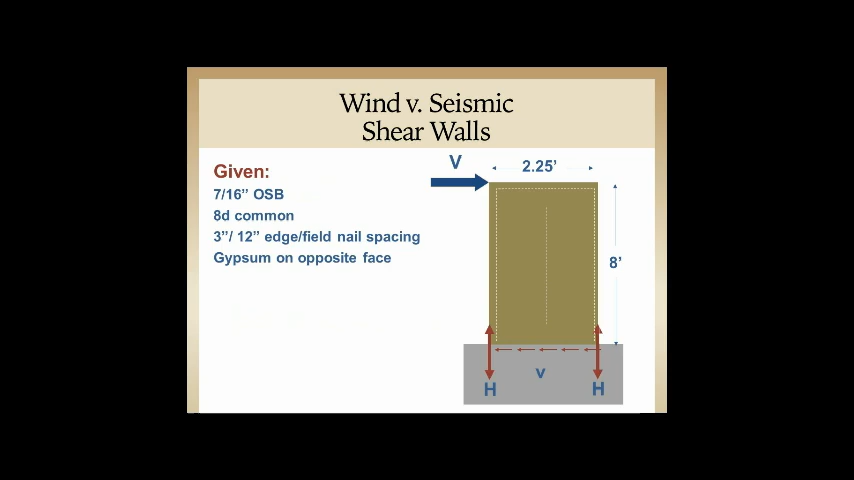 Wind v. Seismic
Shear Walls
Given:
7/16” OSB
8d common
3”/ 12” edge/field nail spacing
Gypsum on opposite face
V
2.25’
8’
v
H
H